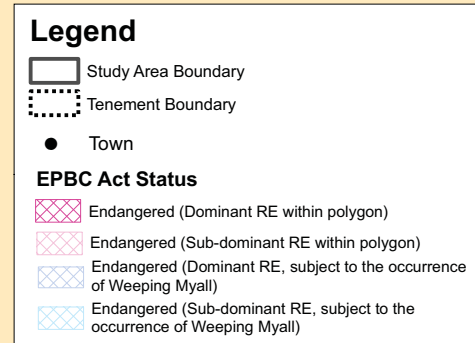 Legend
Study Area Boundary
Tenement Boundary
Town
EPBC Act Status
Endangered (Dominant RE within polygon)
Endangered (Sub-dominant RE within polygon)
Endangered (Dominant RE, subject to the occurrence
of Weeping Myall)
Endangered (Sub-dominant RE, subject to the
occurrence of Weeping Myall)